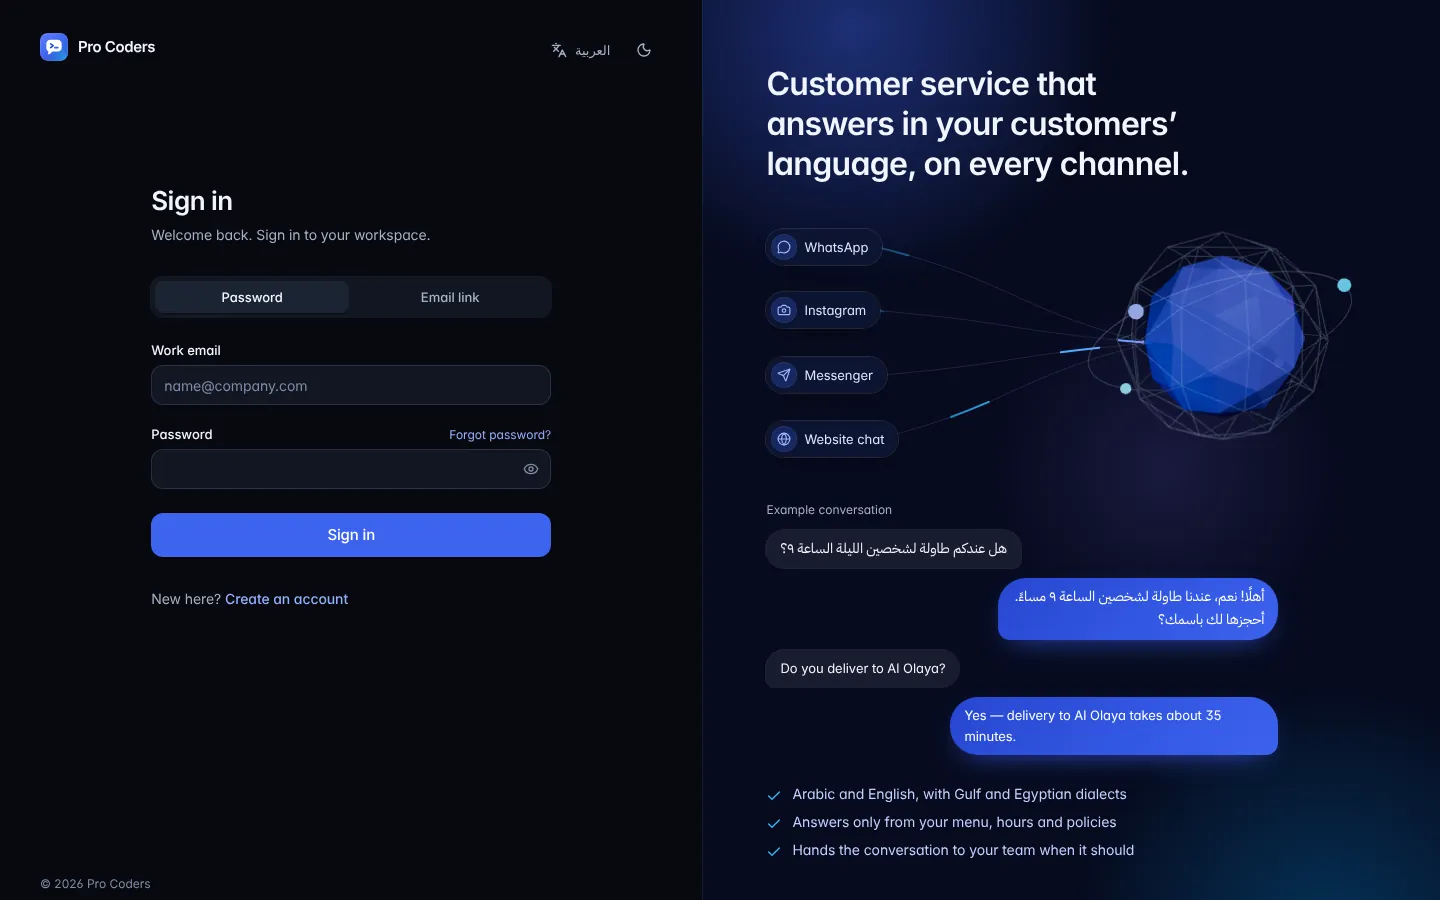 Pro Coders
العربية
Sign in
Welcome back. Sign in to your workspace.
Password
Email link
Work email
name@company.com
Password
Forgot password?
Sign in
New here? Create an account
© 2026 Pro Coders
Customer service that
answers in your customers’
language, on every channel.
WhatsApp
Instagram
Messenger
Website chat
Example conversation
هل عندكم طاولة لشخصين الليلة الساعة ٩؟
أهلًا! نعم، عندنا طاولة لشخصين الساعة ٩ مساءً.
أحجزها لك باسمك؟
Do you deliver to Al Olaya?
Yes — delivery to Al Olaya takes about 35
minutes.
Arabic and English, with Gulf and Egyptian dialects
Answers only from your menu, hours and policies
Hands the conversation to your team when it should